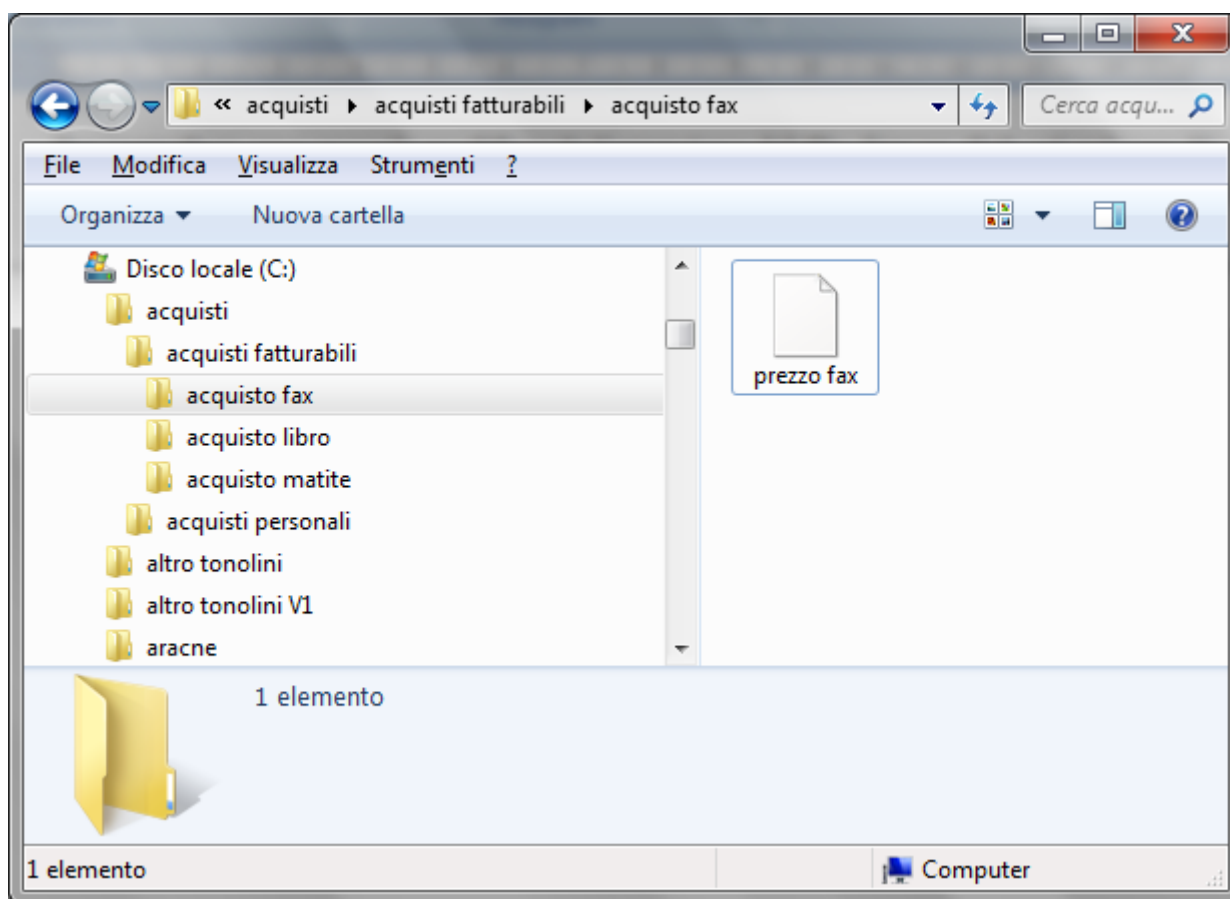 « acquisti ▸ acquisti fatturabili ▸ acquisto fax
Cerca acqu...
File Modifica Visualizza Strumenti ?
Organizza Nuova cartella
Disco locale (C:)
acquisti
acquisti fatturabili
acquisto fax
acquisto libro
acquisto matite
acquisti personali
altro tonolini
altro tonolini V1
aracne
prezzo fax
1 elemento
1 elemento
Computer